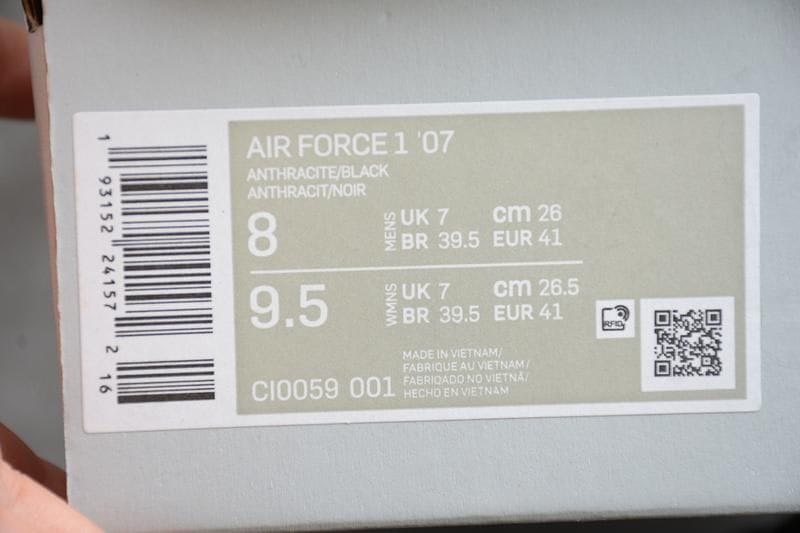 AIR FORCE 1 '07
ANTHRACITE/BLACK
ANTHRACIT/NOIR
8
MENS
UK 7 cm 26
BR 39.5 EUR 41
9.5
WMNS
UK 7 cm 26.5
BR 39.5 EUR 41
MADE IN VIETNAM/
FABRIQUE AU VIETNAM/
FABRIQADO NO VIETNÃ/
HECHO EN VIETNAM
CI0059 001
RFID
1 93152 24157 2 16